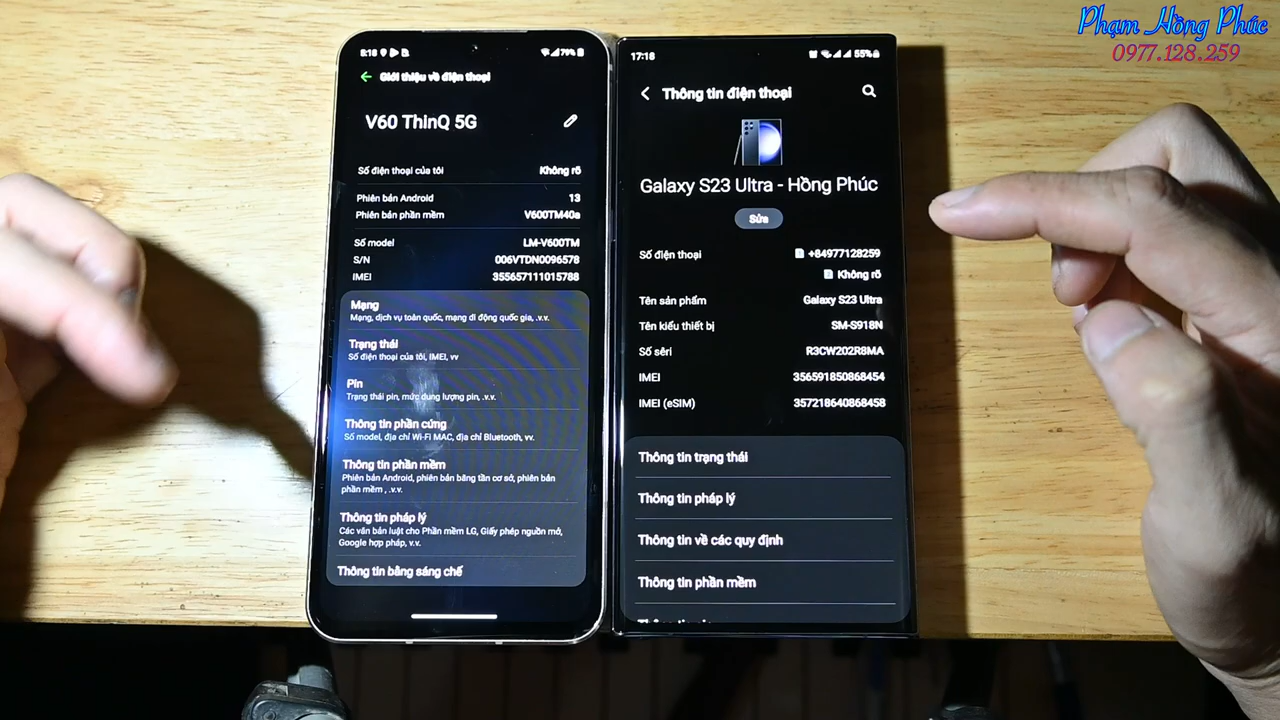 Phạm Hồng Phúc
0977.128.259
8:18 79%
Giới thiệu về điện thoại
V60 ThinQ 5G
Số điện thoại của tôi Không rõ
Phiên bản Android 13
Phiên bản phần mềm V600TM40a
Số model LM-V600TM
S/N 006VTDN0096578
IMEI 355657111015788
Mạng
Mạng, dịch vụ toàn quốc, mạng di động quốc gia, .v.v.
Trạng thái
Số điện thoại của tôi, IMEI, vv
Pin
Trạng thái pin, mức dung lượng pin, .v.v.
Thông tin phần cứng
Số model, địa chỉ Wi-Fi MAC, địa chỉ Bluetooth, vv.
Thông tin phần mềm
Phiên bản Android, phiên bản băng tần cơ sở, phiên bản
phần mềm , .v.v.
Thông tin pháp lý
Các văn bản luật cho Phần mềm LG, Giấy phép nguồn mở,
Google hợp pháp, v.v.
Thông tin bằng sáng chế
17:18 55%
Thông tin điện thoại
Galaxy S23 Ultra - Hồng Phúc
Sửa
Số điện thoại +84977128259
Không rõ
Tên sản phẩm Galaxy S23 Ultra
Tên kiểu thiết bị SM-S918N
Số sêri R3CW202R8MA
IMEI 356591850868454
IMEI (eSIM) 357218640868458
Thông tin trạng thái
Thông tin pháp lý
Thông tin về các quy định
Thông tin phần mềm